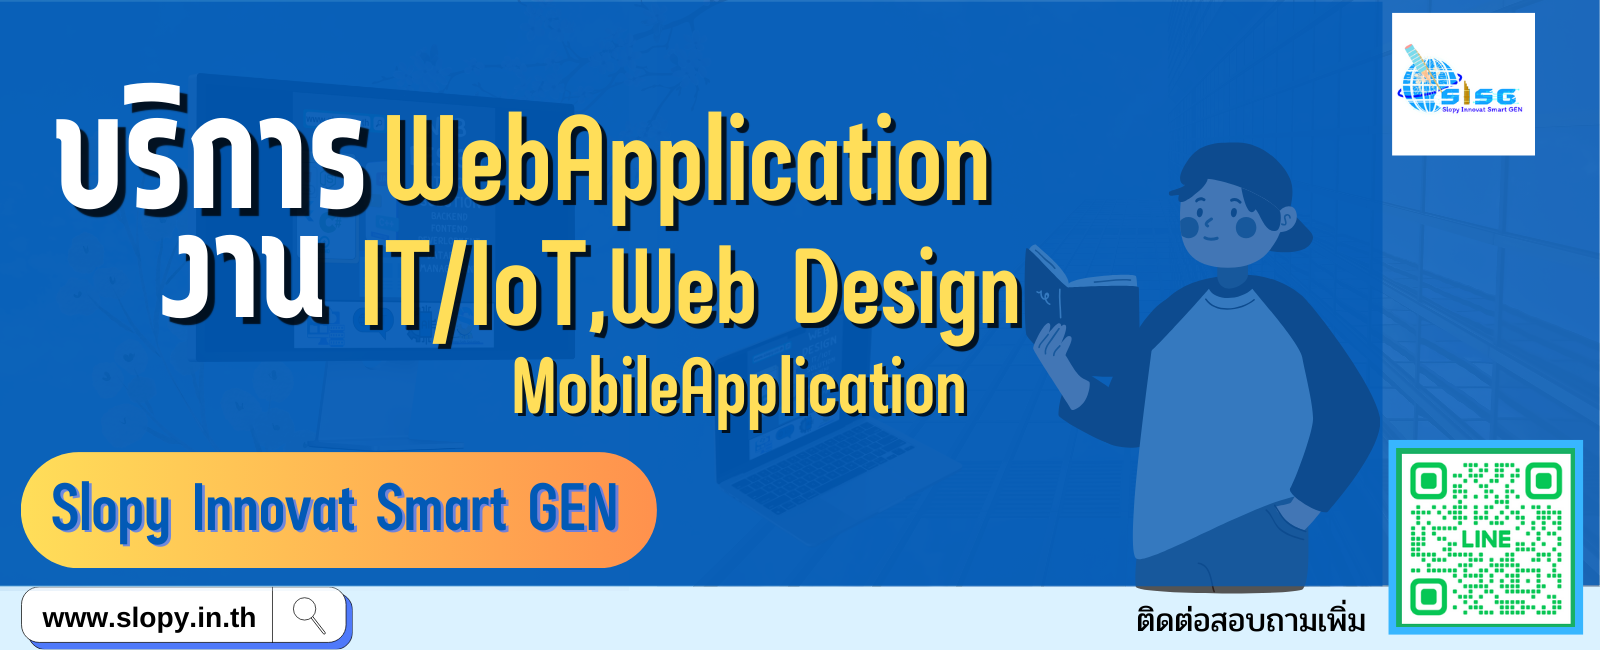 บริการ WebApplication
งาน IT/IoT,Web Design
MobileApplication
Slopy Innovat Smart GEN
www.slopy.in.th
ติดต่อสอบถามเพิ่ม
SISG
Slopy Innovat Smart GEN
LINE
BACKEND
FONTEND